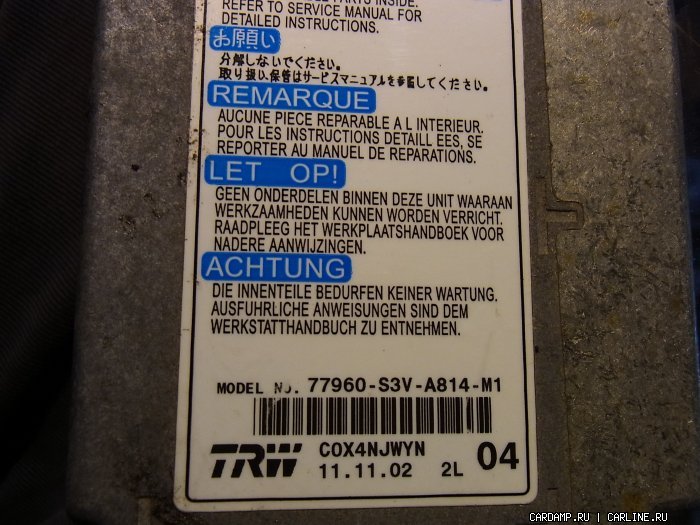 PARTS INSIDE.
REFER TO SERVICE MANUAL FOR
DETAILED INSTRUCTIONS.
お願い
分解しないでください。
取り扱い、保管はサービスマニュアルを参照してください。
REMARQUE
AUCUNE PIECE REPARABLE A L INTERIEUR.
POUR LES INSTRUCTIONS DETAILL EES, SE
REPORTER AU MANUEL DE REPARATIONS.
LET OP!
GEEN ONDERDELEN BINNEN DEZE UNIT WAARAAN
WERKZAAMHEDEN KUNNEN WORDEN VERRICHT.
RAADPLEEG HET WERKPLAATSHANDBOEK VOOR
NADERE AANWIJZINGEN.
ACHTUNG
DIE INNENTEILE BEDURFEN KEINER WARTUNG.
AUSFUHRLICHE ANWEISUNGEN SIND DEM
WERKSTATTHANDBUCH ZU ENTNEHMEN.
MODEL NO. 77960-S3V-A814-M1
TRW COX4NJWYN 04
11.11.02 2L
CARDAMP.RU | CARLINE.RU